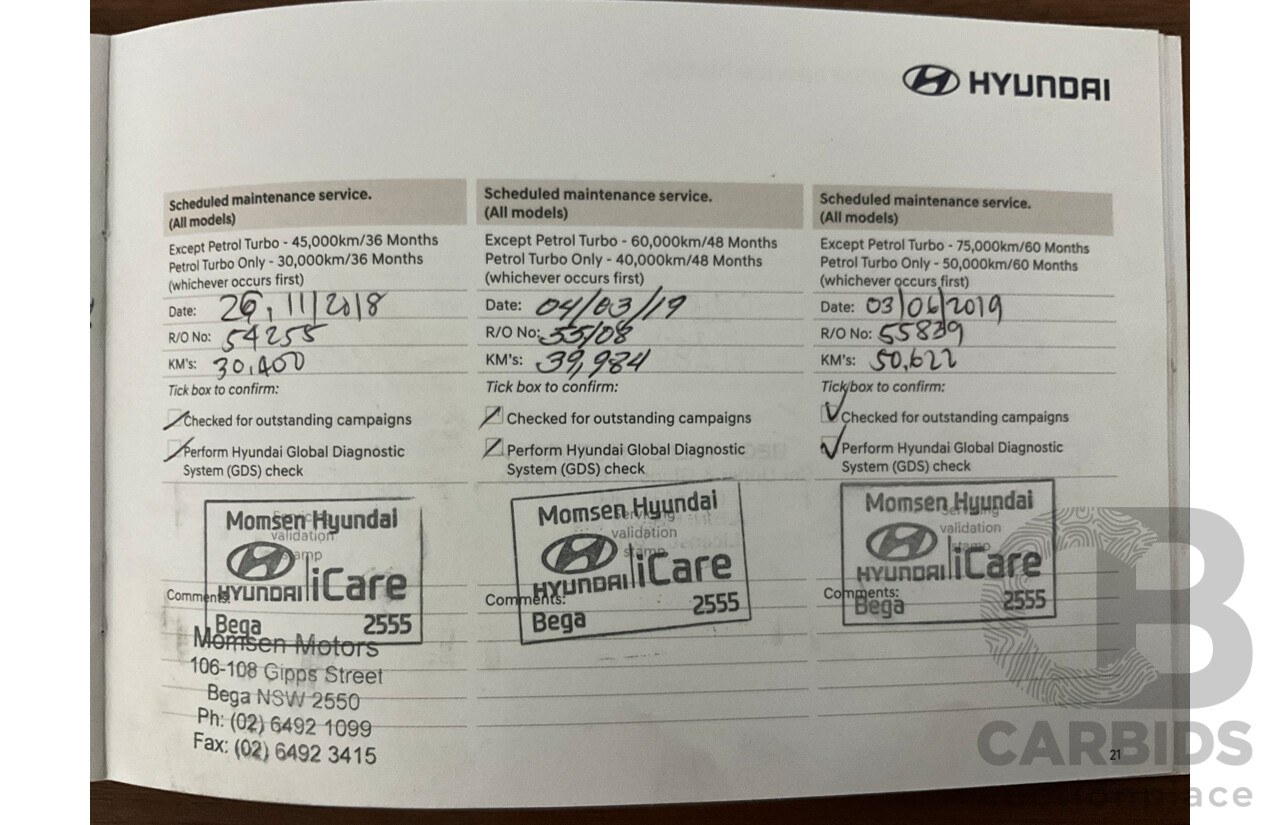 HYUNDAI
Scheduled maintenance service.
(All models)
Except Petrol Turbo - 45,000km/36 Months
Petrol Turbo Only - 30,000km/36 Months
(whichever occurs first)
Date: 26, 11/2018
R/O No: 54255
KM's: 30,400
Tick box to confirm:
Checked for outstanding campaigns
Perform Hyundai Global Diagnostic
System (GDS) check
Momsen Hyundai
validation
HYUNDAI iCare
Comments:
Bega 2555
Momsen Motors
106-108 Gipps Street
Bega NSW 2550
Ph: (02) 6492 1099
Fax: (02) 6492 3415
Scheduled maintenance service.
(All models)
Except Petrol Turbo - 60,000km/48 Months
Petrol Turbo Only - 40,000km/48 Months
(whichever occurs first)
Date: 04/03/19
R/O No: 55108
KM's: 39,984
Tick box to confirm:
Checked for outstanding campaigns
Perform Hyundai Global Diagnostic
System (GDS) check
Momsen Hyundai
Servicing
validation
stamp
HYUNDAI iCare
Comments:
Bega 2555
Scheduled maintenance service.
(All models)
Except Petrol Turbo - 75,000km/60 Months
Petrol Turbo Only - 50,000km/60 Months
(whichever occurs first)
Date: 03/06/2019
R/O No: 55839
KM's: 50,622
Tick box to confirm:
Checked for outstanding campaigns
Perform Hyundai Global Diagnostic
System (GDS) check
Momsen Hyundai
Servicing
validation
stamp
HYUNDAI iCare
Comments:
Bega 2555
21
CARBIDS